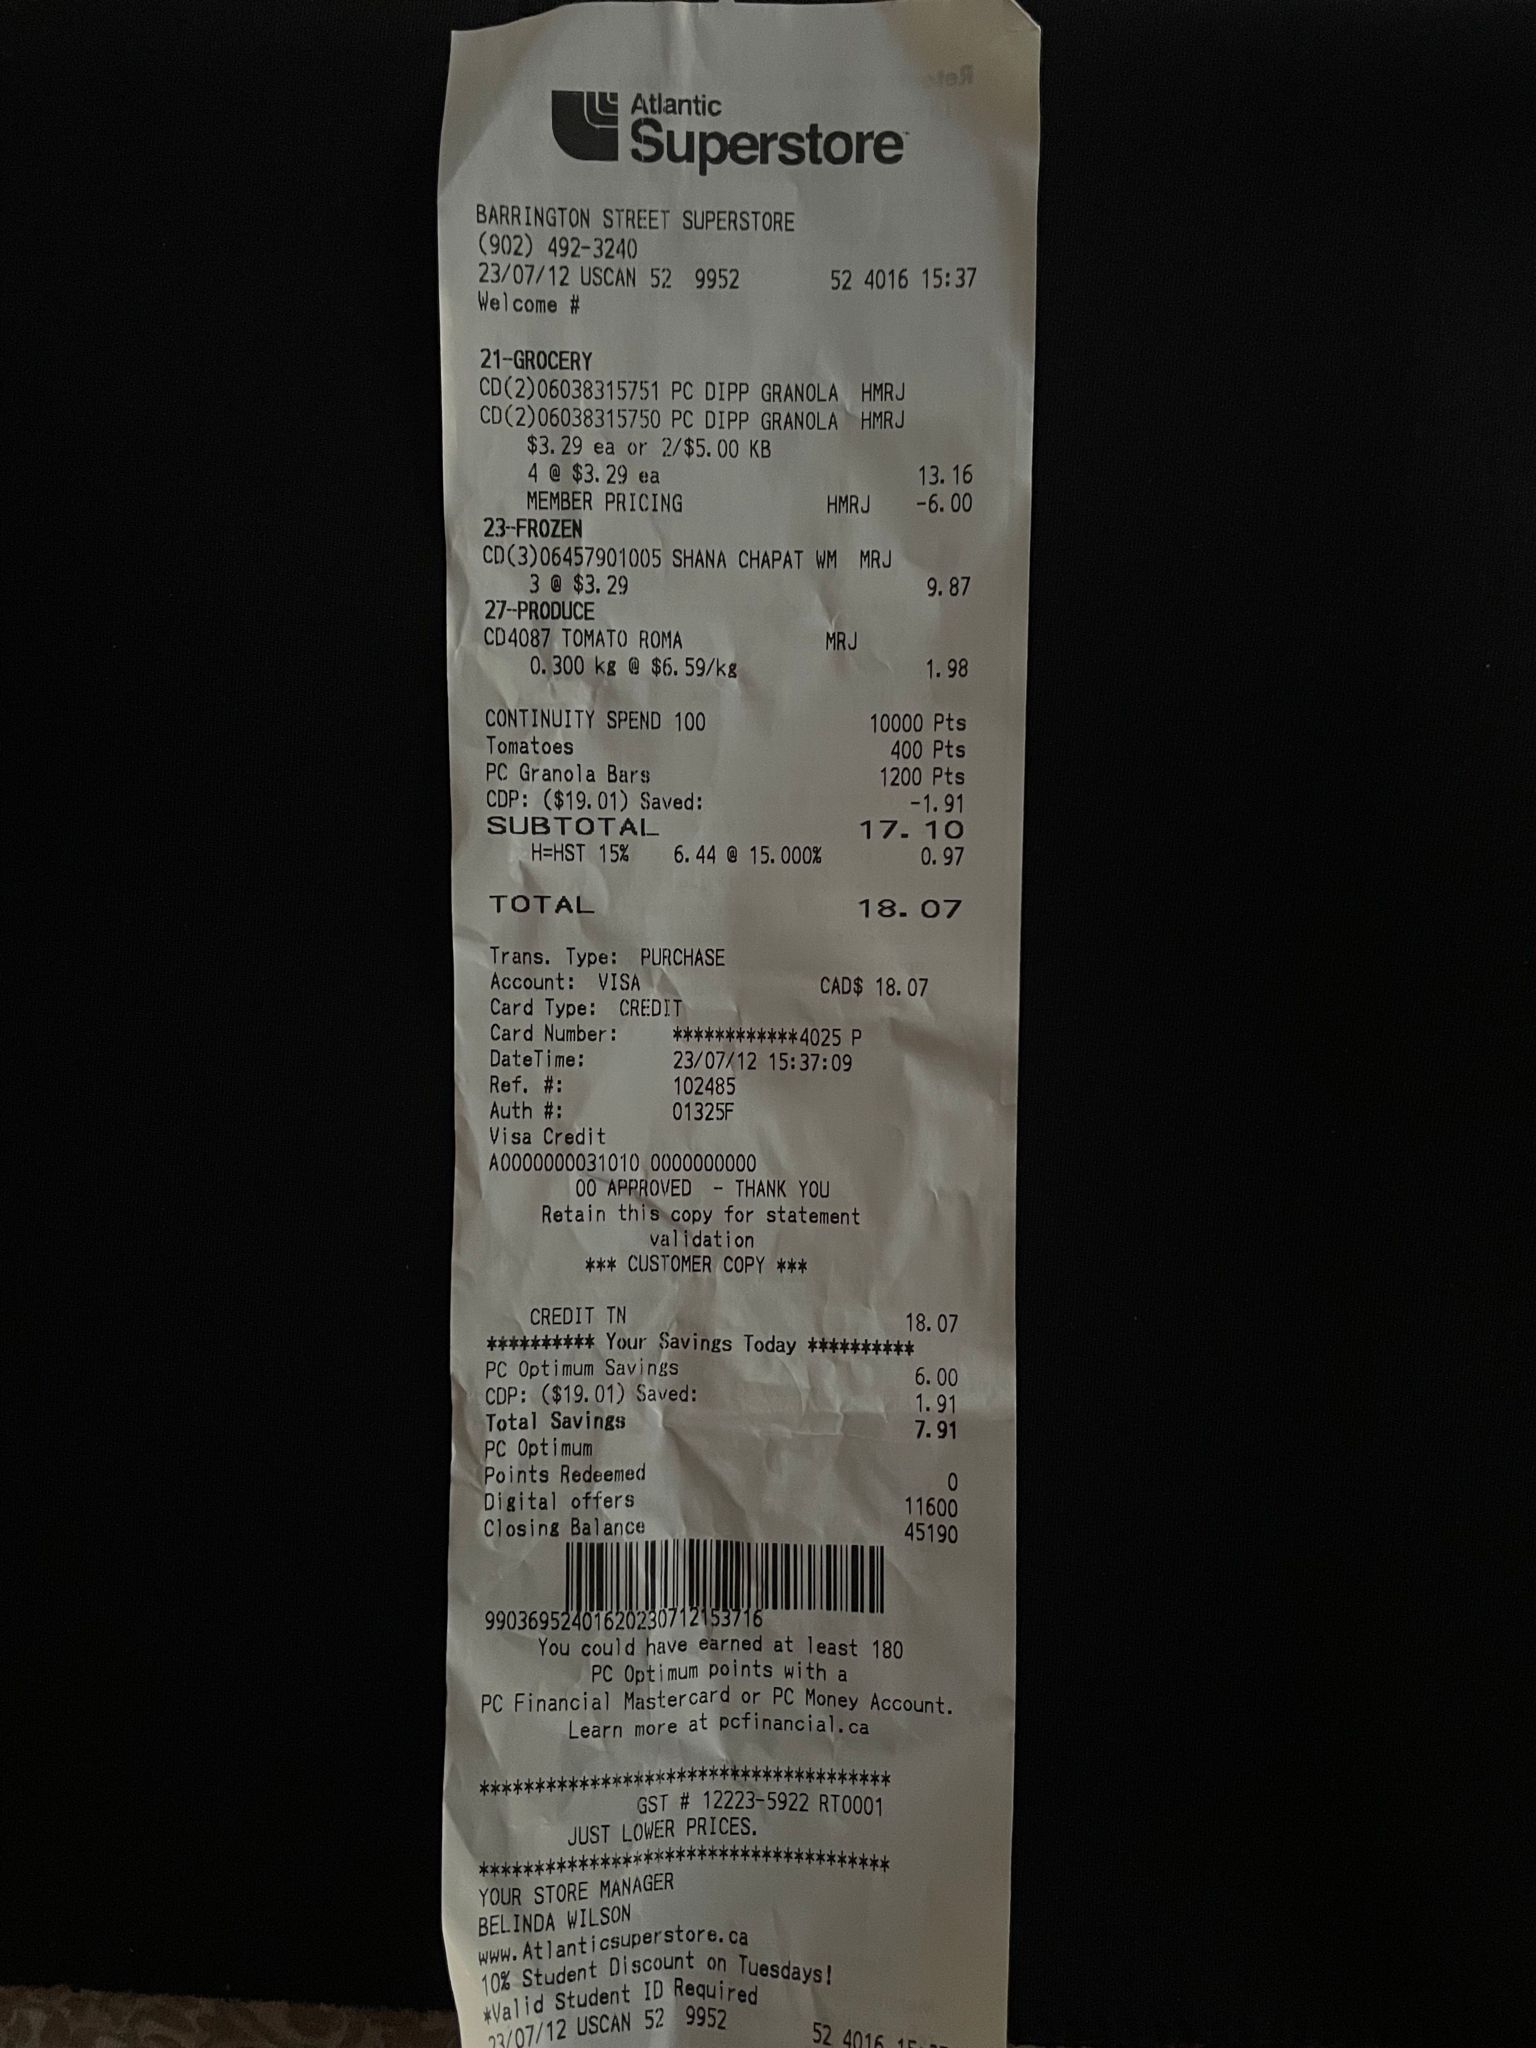 Atlantic
Superstore
BARRINGTON STREET SUPERSTORE
(902) 492-3240
23/07/12 USCAN 52 9952 52 4016 15:37
Welcome #
21-GROCERY
CD(2)06038315751 PC DIPP GRANOLA HMRJ
CD(2)06038315750 PC DIPP GRANOLA HMRJ
$3.29 ea or 2/$5.00 KB
4 @ $3.29 ea 13.16
MEMBER PRICING HMRJ -6.00
23-FROZEN
CD(3)06457901005 SHANA CHAPAT WM MRJ
3 @ $3.29 9.87
27-PRODUCE
CD4087 TOMATO ROMA MRJ
0.300 kg @ $6.59/kg 1.98
CONTINUITY SPEND 100 10000 Pts
Tomatoes 400 Pts
PC Granola Bars 1200 Pts
CDP: ($19.01) Saved: -1.91
SUBTOTAL 17.10
H=HST 15% 6.44 @ 15.000% 0.97
TOTAL 18.07
Trans. Type: PURCHASE
Account: VISA CAD$ 18.07
Card Type: CREDIT
Card Number: ************4025 P
DateTime: 23/07/12 15:37:09
Ref. #: 102485
Auth #: 01325F
Visa Credit
A0000000031010 0000000000
00 APPROVED - THANK YOU
Retain this copy for statement
validation
*** CUSTOMER COPY ***
CREDIT TN 18.07
********** Your Savings Today **********
PC Optimum Savings 6.00
CDP: ($19.01) Saved: 1.91
Total Savings 7.91
PC Optimum
Points Redeemed 0
Digital offers 11600
Closing Balance 45190
99036952401620230712153716
You could have earned at least 180
PC Optimum points with a
PC Financial Mastercard or PC Money Account.
Learn more at pcfinancial.ca
**************************************
GST # 12223-5922 RT0001
JUST LOWER PRICES.
**************************************
YOUR STORE MANAGER
BELINDA WILSON
www.Atlanticsuperstore.ca
10% Student Discount on Tuesdays!
*Valid Student ID Required
23/07/12 USCAN 52 9952 52 4016